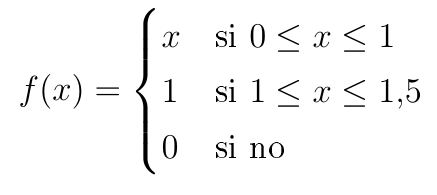 f(x) = { x si 0 ≤ x ≤ 1
1 si 1 ≤ x ≤ 1,5
0 si no